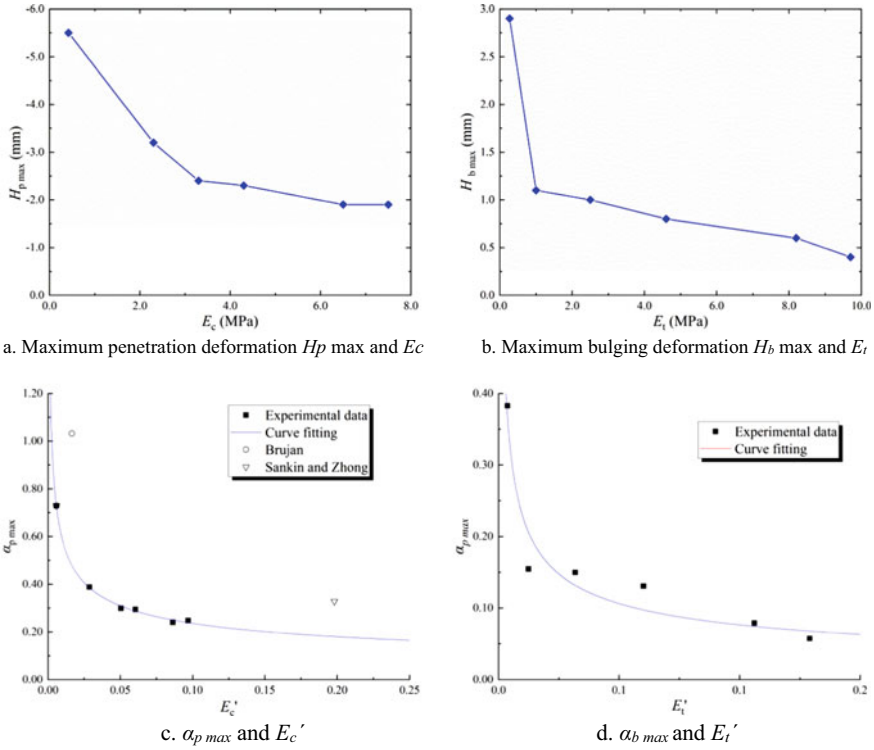 -6.0
-5.0
-4.0
-3.0
-2.0
-1.0
0.0
H p max (mm)
0.0 2.0 4.0 6.0 8.0
Ec (MPa)
3.0
2.5
2.0
1.5
1.0
0.5
0.0
H b max (mm)
0.0 2.0 4.0 6.0 8.0 10.0
Et (MPa)
a. Maximum penetration deformation Hp max and Ec
b. Maximum bulging deformation Hb max and Et
1.20
1.00
0.80
0.60
0.40
0.20
0.00
αp max
Experimental data
Curve fitting
Brujan
Sankin and Zhong
0.00 0.05 0.10 0.15 0.20 0.25
Ec'
0.40
0.30
0.20
0.10
0.00
αp max
Experimental data
Curve fitting
0.0 0.1 0.1 0.2
Et'
c. αp max and Ec´
d. αb max and Et´